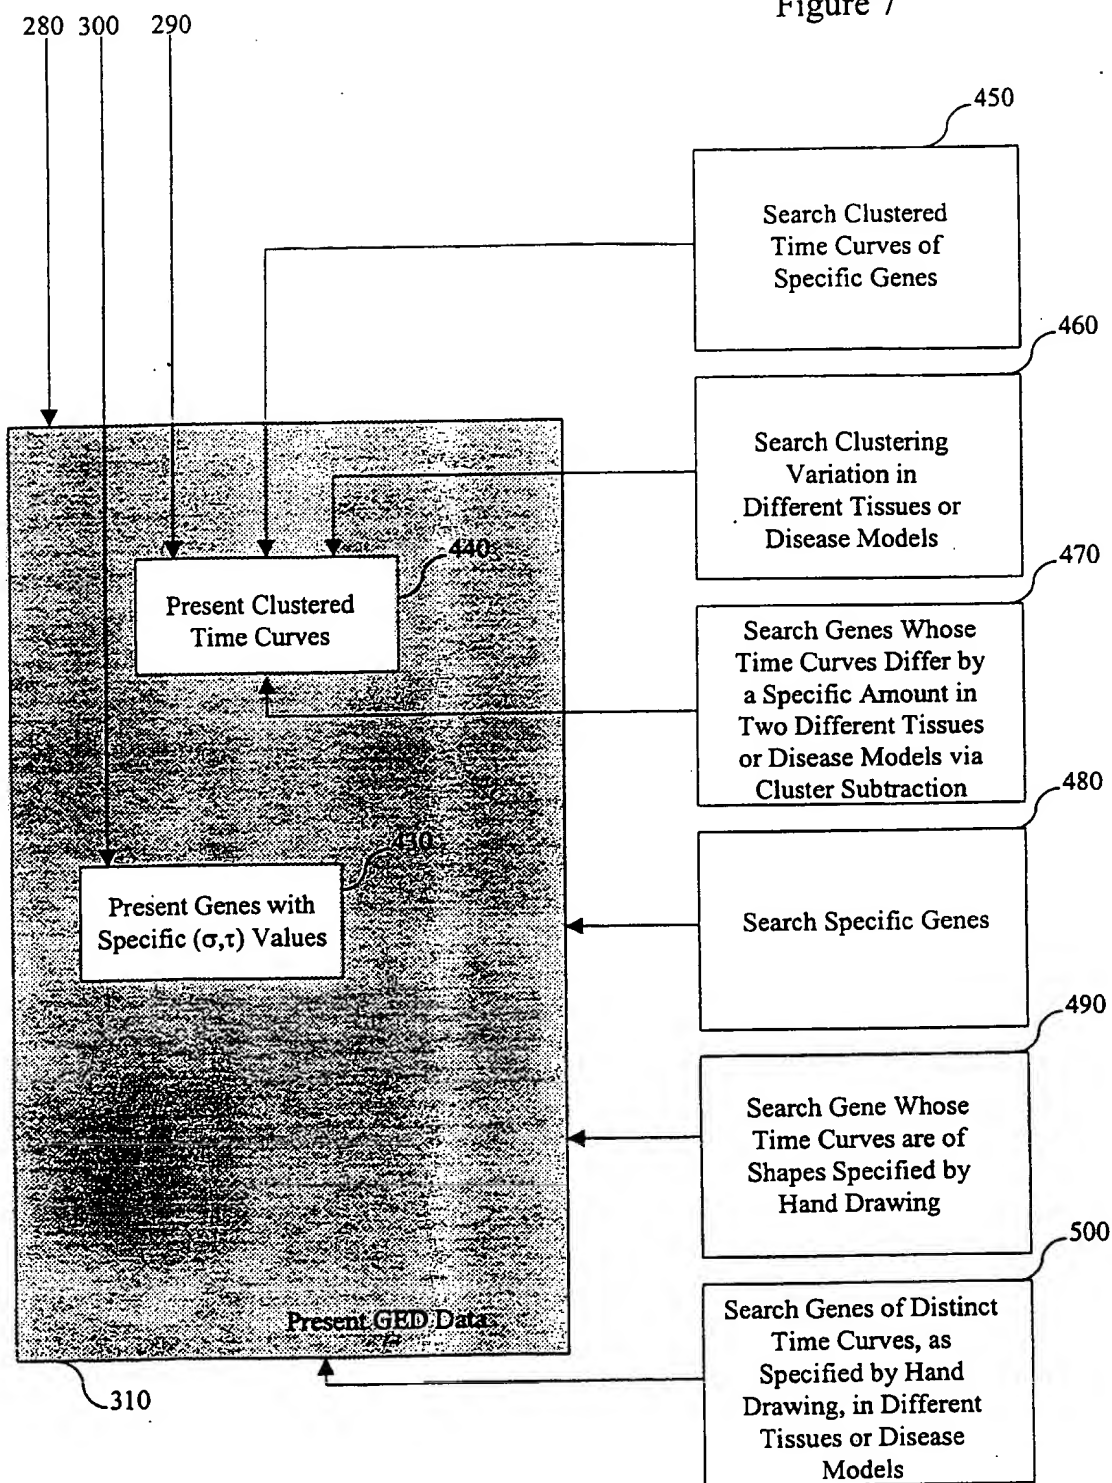 Figure 7
280 300 290
450
Search Clustered
Time Curves of
Specific Genes
460
Search Clustering
Variation in
Different Tissues or
Disease Models
440
Present Clustered
Time Curves
470
Search Genes Whose
Time Curves Differ by
a Specific Amount in
Two Different Tissues
or Disease Models via
Cluster Subtraction
480
430
Present Genes with
Specific (σ,τ) Values
Search Specific Genes
490
Search Gene Whose
Time Curves are of
Shapes Specified by
Hand Drawing
500
Present GED Data
Search Genes of Distinct
Time Curves, as
Specified by Hand
Drawing, in Different
Tissues or Disease
Models
310